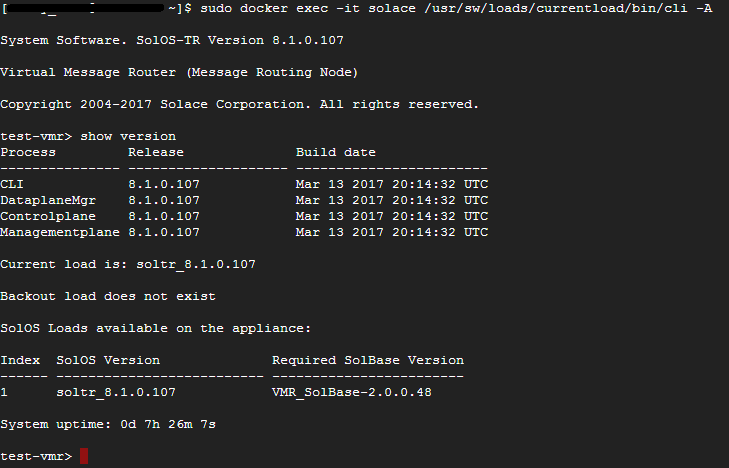 [ ~]$ sudo docker exec -it solace /usr/sw/loads/currentload/bin/cli -A
System Software. SolOS-TR Version 8.1.0.107
Virtual Message Router (Message Routing Node)
Copyright 2004-2017 Solace Corporation. All rights reserved.
test-vmr> show version
Process Release Build date
--------------- -------------------- ------------------------
CLI 8.1.0.107 Mar 13 2017 20:14:32 UTC
DataplaneMgr 8.1.0.107 Mar 13 2017 20:14:32 UTC
Controlplane 8.1.0.107 Mar 13 2017 20:14:32 UTC
Managementplane 8.1.0.107 Mar 13 2017 20:14:32 UTC
Current load is: soltr_8.1.0.107
Backout load does not exist
SolOS Loads available on the appliance:
Index SolOS Version Required SolBase Version
------ -------------------------- ------------------------
1 soltr_8.1.0.107 VMR_SolBase-2.0.0.48
System uptime: 0d 7h 26m 7s
test-vmr>